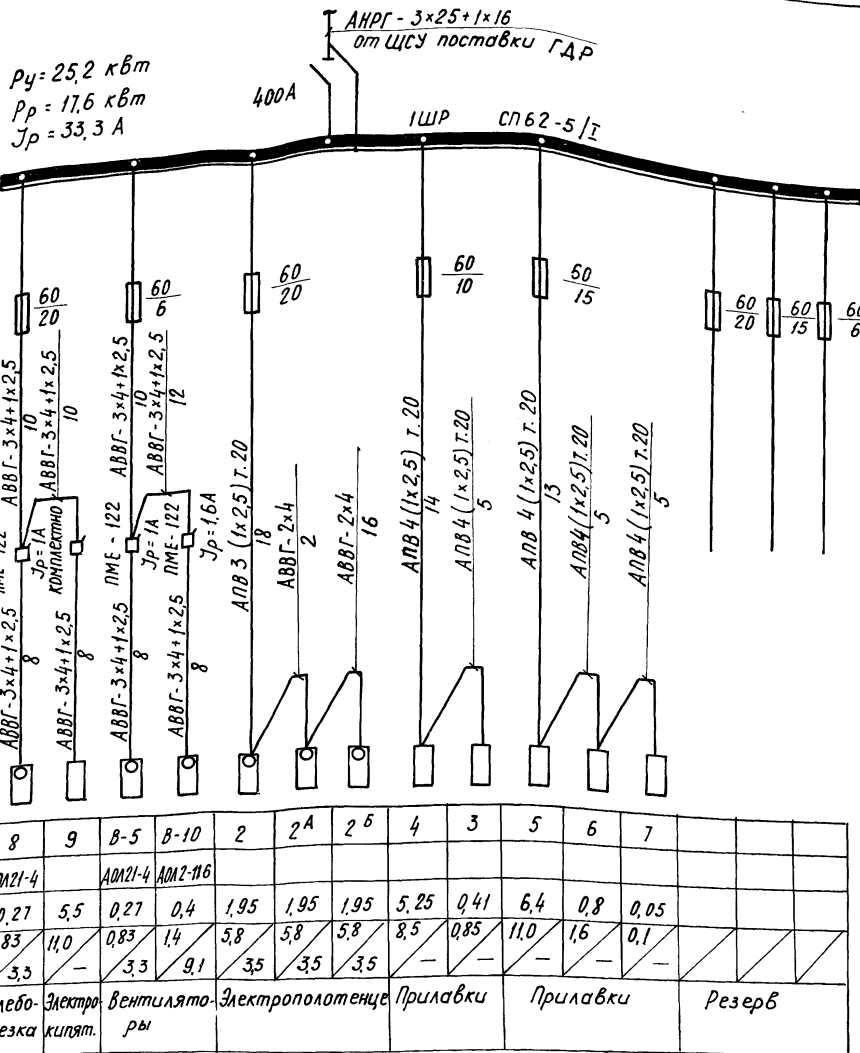 АНРГ - 3×25+1×16
от ЩСУ поставки ГДР
Ру = 25,2 квт
Рр = 17,6 квт
Jр = 33,3 А
400А
1ШР СП62-5/I
60/20
60/6
60/20
60/10
50/15
60/20
60/15
АВВГ-3×4+1×2,5
10
АВВГ-3×4+1×2,5
10
АВВГ-3×4+1×2,5
10
АВВГ-3×4+1×2,5
12
АПВ 3 (1×2,5) т.20
18
АВВГ-2×4
2
АВВГ-2×4
16
АПВ 4 (1×2,5) т.20
14
АПВ 4 (1×2,5) т.20
5
АПВ 4 (1×2,5) т.20
13
АПВ4 (1×2,5) т.20
5
АПВ 4 (1×2,5) т.20
5
Jр=1А
комплектно
ПМЕ - 122
Jр=1А
ПМЕ-122
Jр=1,6А
АВВГ-3×4+1×2,5
8
АВВГ-3×4+1×2,5
8
АВВГ-3×4+1×2,5
8
АВВГ-3×4+1×2,5
8
8 9 В-5 В-10 2 2А 2Б 4 3 5 6 7
АОЛ21-4 АОЛ21-4 АОЛ2-11б
0,27 5,5 0,27 0,4 1,95 1,95 1,95 5,25 0,41 6,4 0,8 0,05
83/3,3 11,0/— 0,83/3,3 1,4/9,1 5,8/3,5 5,8/3,5 5,8/3,5 8,5/— 0,85/— 11,0/— 1,6/— 0,1/—
лебо- Электро Вентилято- Электрополотенце Прилавки Прилавки Резерв
езка кипят. ры